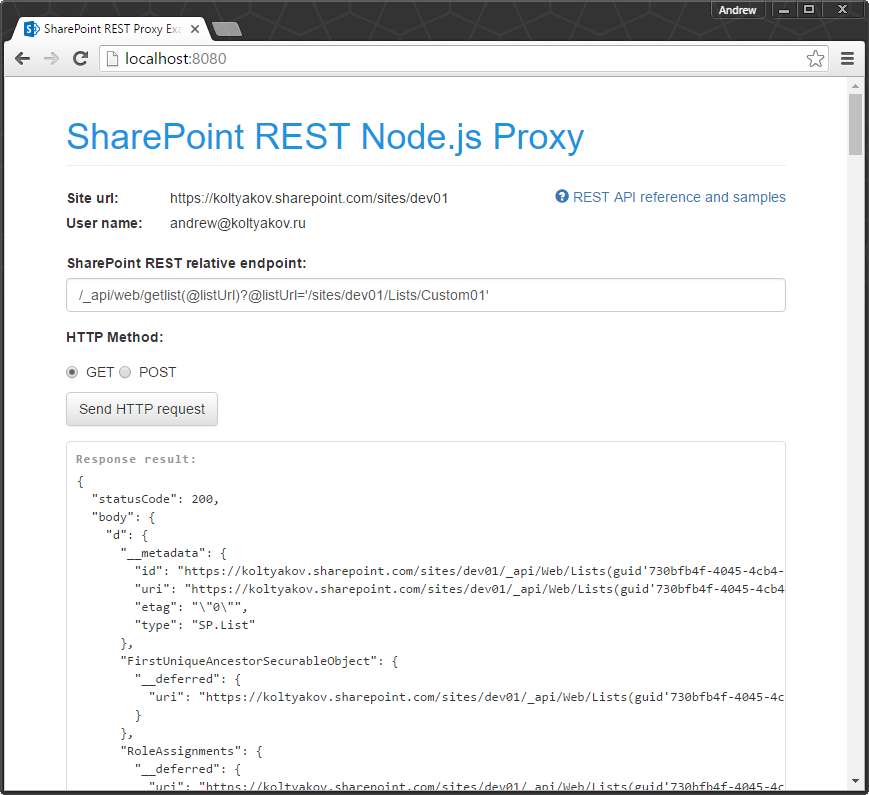 Andrew
SharePoint REST Proxy Exa
localhost:8080
SharePoint REST Node.js Proxy
Site url: https://koltyakov.sharepoint.com/sites/dev01 REST API reference and samples
User name: andrew@koltyakov.ru
SharePoint REST relative endpoint:
/_api/web/getlist(@listUrl)?@listUrl='/sites/dev01/Lists/Custom01'
HTTP Method:
GET POST
Send HTTP request
Response result:
{
"statusCode": 200,
"body": {
"d": {
"__metadata": {
"id": "https://koltyakov.sharepoint.com/sites/dev01/_api/Web/Lists(guid'730bfb4f-4045-4cb4-
"uri": "https://koltyakov.sharepoint.com/sites/dev01/_api/Web/Lists(guid'730bfb4f-4045-4cb4
"etag": "\"0\"",
"type": "SP.List"
},
"FirstUniqueAncestorSecurableObject": {
"__deferred": {
"uri": "https://koltyakov.sharepoint.com/sites/dev01/_api/Web/Lists(guid'730bfb4f-4045-4c
}
},
"RoleAssignments": {
"__deferred": {
"uri": "https://koltyakov.sharepoint.com/sites/dev01/_api/Web/Lists(guid'730bfb4f-4045-4c